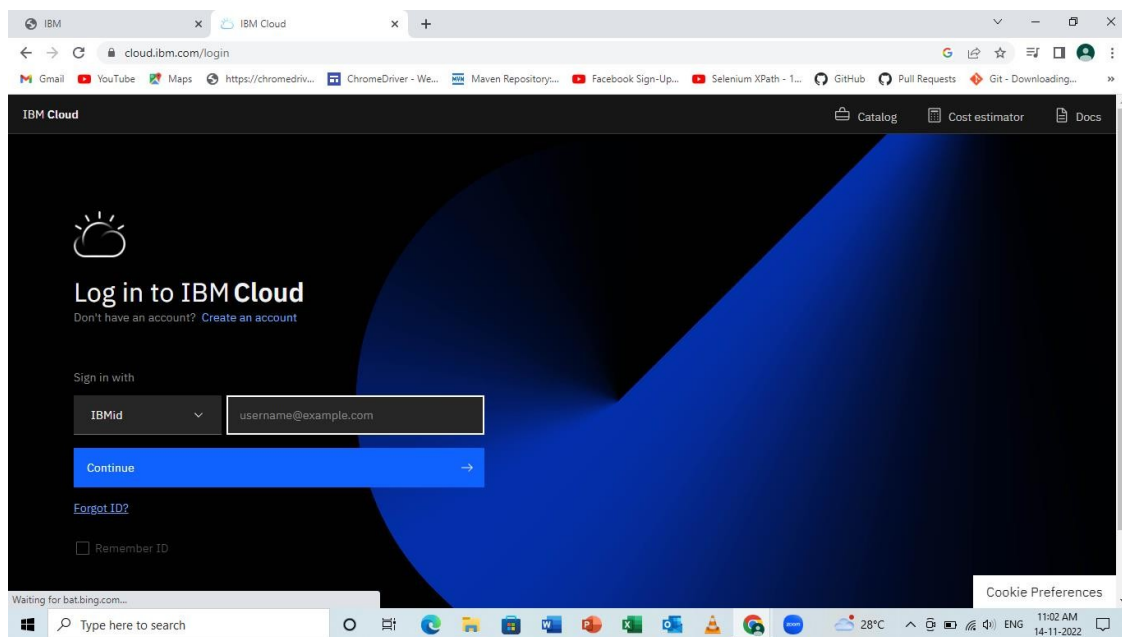 IBM
IBM Cloud
cloud.ibm.com/login
Gmail YouTube Maps https://chromedriv... ChromeDriver - We... Maven Repository:... Facebook Sign-Up... Selenium XPath - 1... GitHub Pull Requests Git - Downloading... »
IBM Cloud Catalog Cost estimator Docs
Log in to IBM Cloud
Don't have an account? Create an account
Sign in with
IBMid username@example.com
Continue
Forgot ID?
Remember ID
Cookie Preferences
Waiting for bat.bing.com...
Type here to search 28°C ENG 11:02 AM
14-11-2022